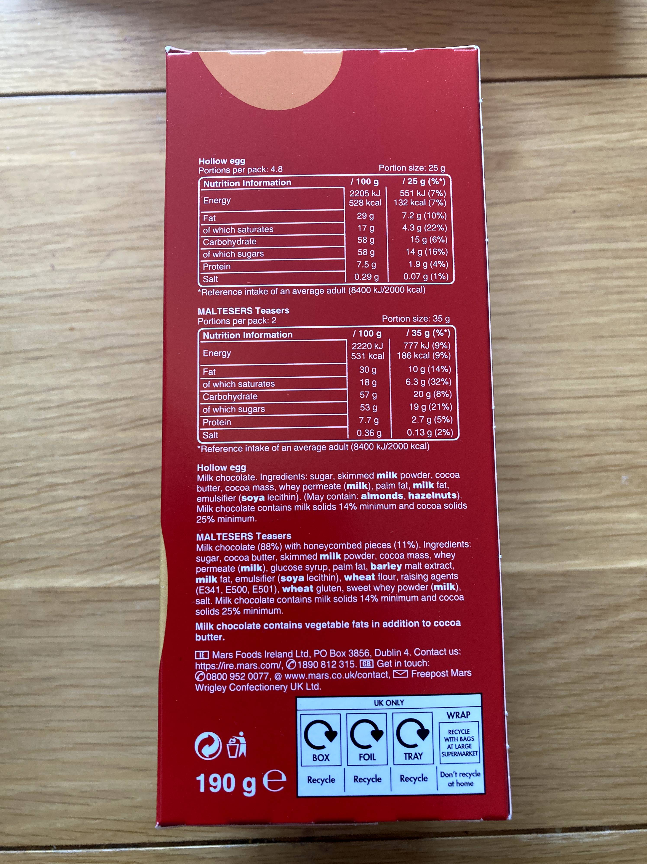 Hollow egg
Portions per pack: 4.8 Portion size: 25 g
Nutrition Information / 100 g / 25 g (%*)
Energy 2205 kJ 551 kJ (7%)
528 kcal 132 kcal (7%)
Fat 29 g 7.2 g (10%)
of which saturates 17 g 4.3 g (22%)
Carbohydrate 58 g 15 g (6%)
of which sugars 58 g 14 g (16%)
Protein 7.5 g 1.9 g (4%)
Salt 0.29 g 0.07 g (1%)
*Reference intake of an average adult (8400 kJ/2000 kcal)
MALTESERS Teasers
Portions per pack: 2 Portion size: 35 g
Nutrition Information / 100 g / 35 g (%*)
Energy 2220 kJ 777 kJ (9%)
531 kcal 186 kcal (9%)
Fat 30 g 10 g (14%)
of which saturates 18 g 6.3 g (32%)
Carbohydrate 57 g 20 g (8%)
of which sugars 53 g 19 g (21%)
Protein 7.7 g 2.7 g (5%)
Salt 0.36 g 0.13 g (2%)
*Reference intake of an average adult (8400 kJ/2000 kcal)
Hollow egg
Milk chocolate. Ingredients: sugar, skimmed milk powder, cocoa
butter, cocoa mass, whey permeate (milk), palm fat, milk fat,
emulsifier (soya lecithin). (May contain: almonds, hazelnuts).
Milk chocolate contains milk solids 14% minimum and cocoa solids
25% minimum.
MALTESERS Teasers
Milk chocolate (88%) with honeycombed pieces (11%). Ingredients:
sugar, cocoa butter, skimmed milk powder, cocoa mass, whey
permeate (milk), glucose syrup, palm fat, barley malt extract,
milk fat, emulsifier (soya lecithin), wheat flour, raising agents
(E341, E500, E501), wheat gluten, sweet whey powder (milk),
salt. Milk chocolate contains milk solids 14% minimum and cocoa
solids 25% minimum.
Milk chocolate contains vegetable fats in addition to cocoa
butter.
IE Mars Foods Ireland Ltd, PO Box 3856, Dublin 4. Contact us:
https://ire.mars.com/, 1890 812 315. GB Get in touch:
0800 952 0077, @ www.mars.co.uk/contact, Freepost Mars
Wrigley Confectionery UK Ltd.
190 g e
UK ONLY
BOX
Recycle
FOIL
Recycle
TRAY
Recycle
WRAP
RECYCLE
WITH BAGS
AT LARGE
SUPERMARKET
Don't recycle
at home